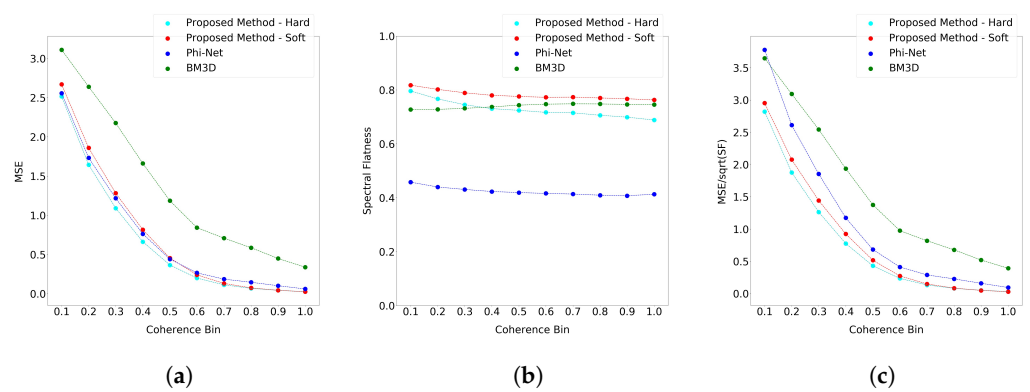 Proposed Method - Hard
Proposed Method - Soft
Phi-Net
BM3D
MSE
3.0
2.5
2.0
1.5
1.0
0.5
0.0
0.1 0.2 0.3 0.4 0.5 0.6 0.7 0.8 0.9 1.0
Coherence Bin
(a)
Proposed Method - Hard
Proposed Method - Soft
Phi-Net
BM3D
Spectral Flatness
1.0
0.8
0.6
0.4
0.2
0.0
0.1 0.2 0.3 0.4 0.5 0.6 0.7 0.8 0.9 1.0
Coherence Bin
(b)
Proposed Method - Hard
Proposed Method - Soft
Phi-Net
BM3D
MSE/sqrt(SF)
3.5
3.0
2.5
2.0
1.5
1.0
0.5
0.0
0.1 0.2 0.3 0.4 0.5 0.6 0.7 0.8 0.9 1.0
Coherence Bin
(c)